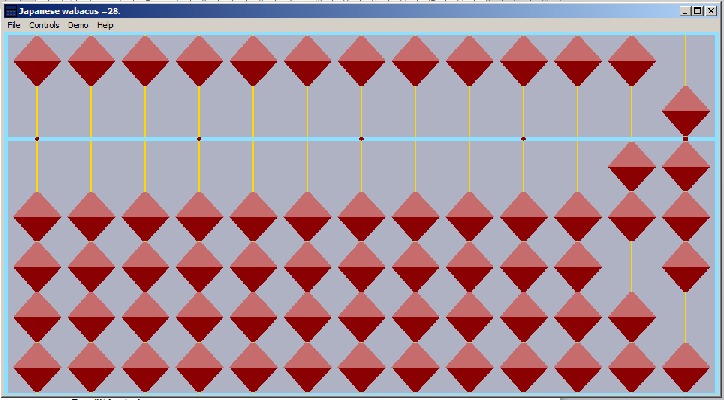 Japanese wabacus =28.
File Controls Demo Help